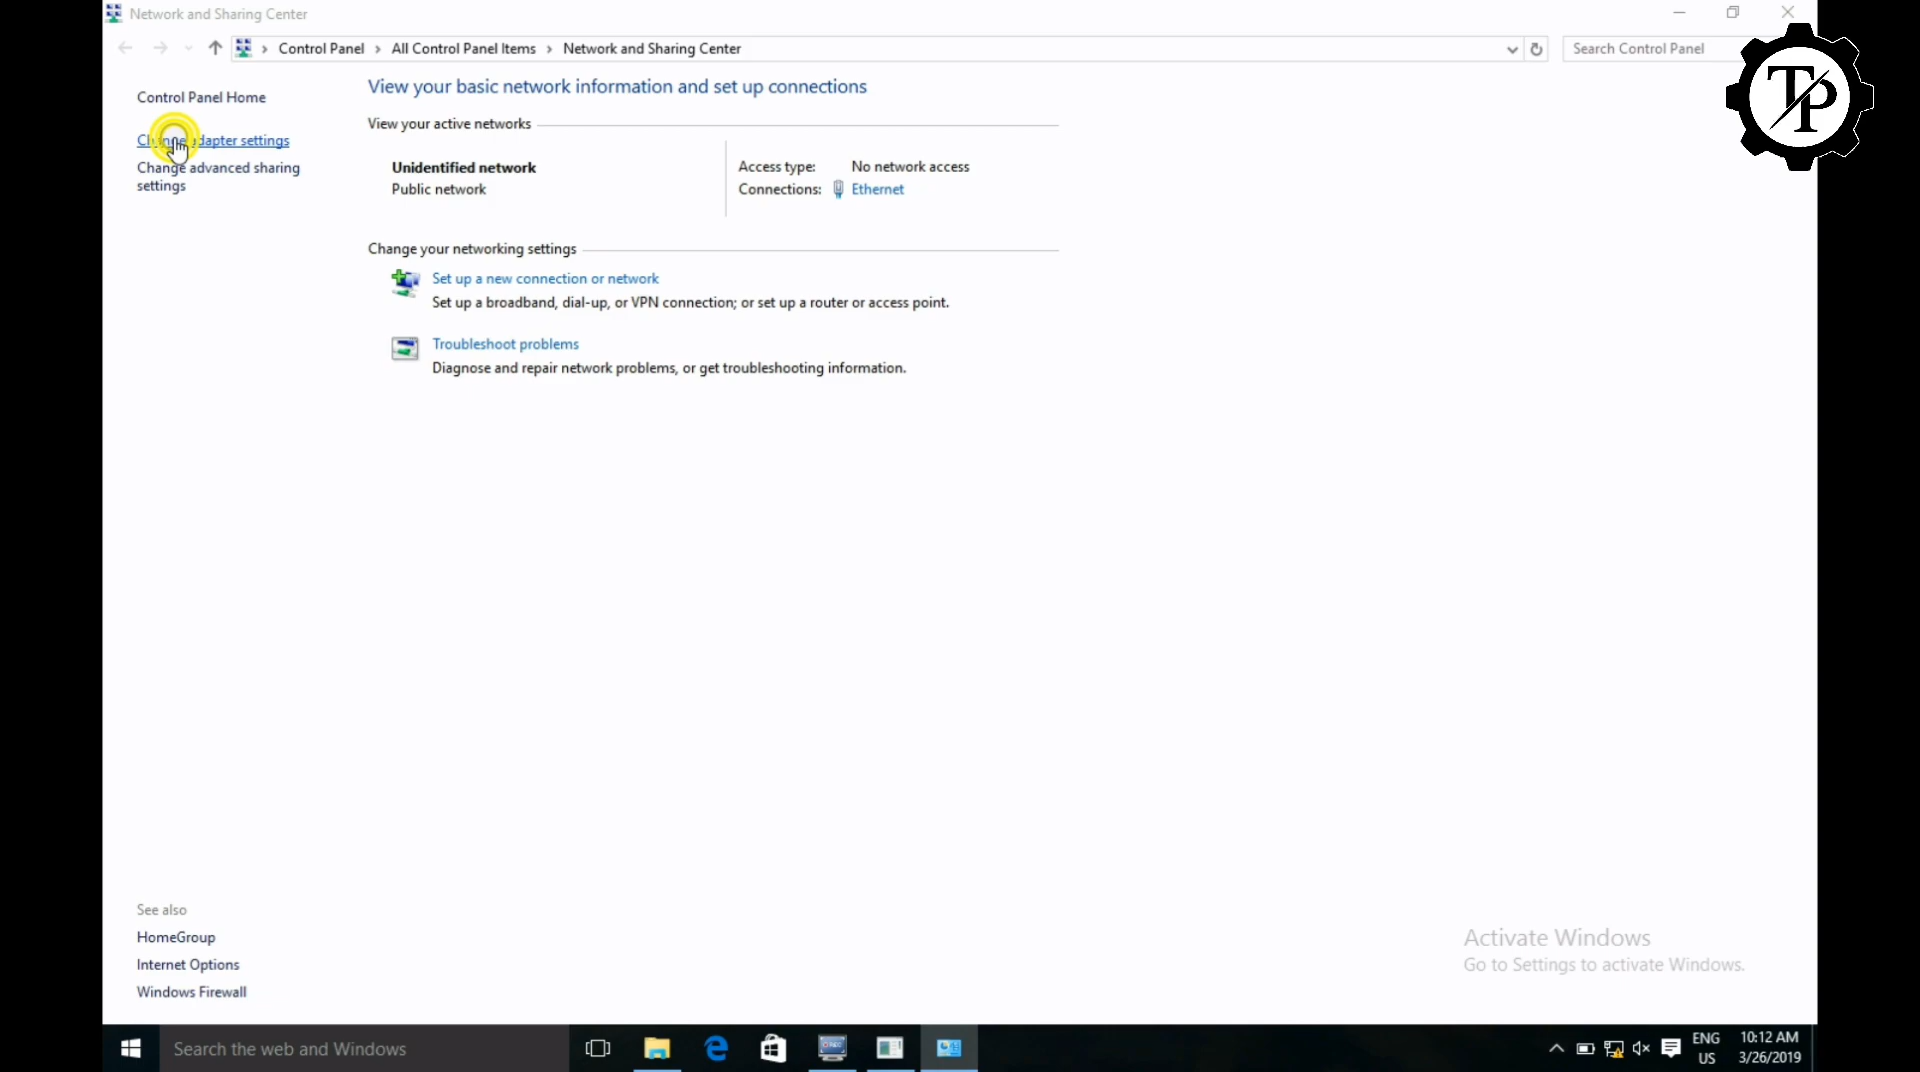 Network and Sharing Center
Control Panel › All Control Panel Items › Network and Sharing Center
Search Control Panel
TP
Control Panel Home
Change adapter settings
Change advanced sharing
settings
View your basic network information and set up connections
View your active networks
Unidentified network
Public network
Access type: No network access
Connections: Ethernet
Change your networking settings
Set up a new connection or network
Set up a broadband, dial-up, or VPN connection; or set up a router or access point.
Troubleshoot problems
Diagnose and repair network problems, or get troubleshooting information.
See also
HomeGroup
Internet Options
Windows Firewall
Activate Windows
Go to Settings to activate Windows.
Search the web and Windows
REC
ENG
US
10:12 AM
3/26/2019